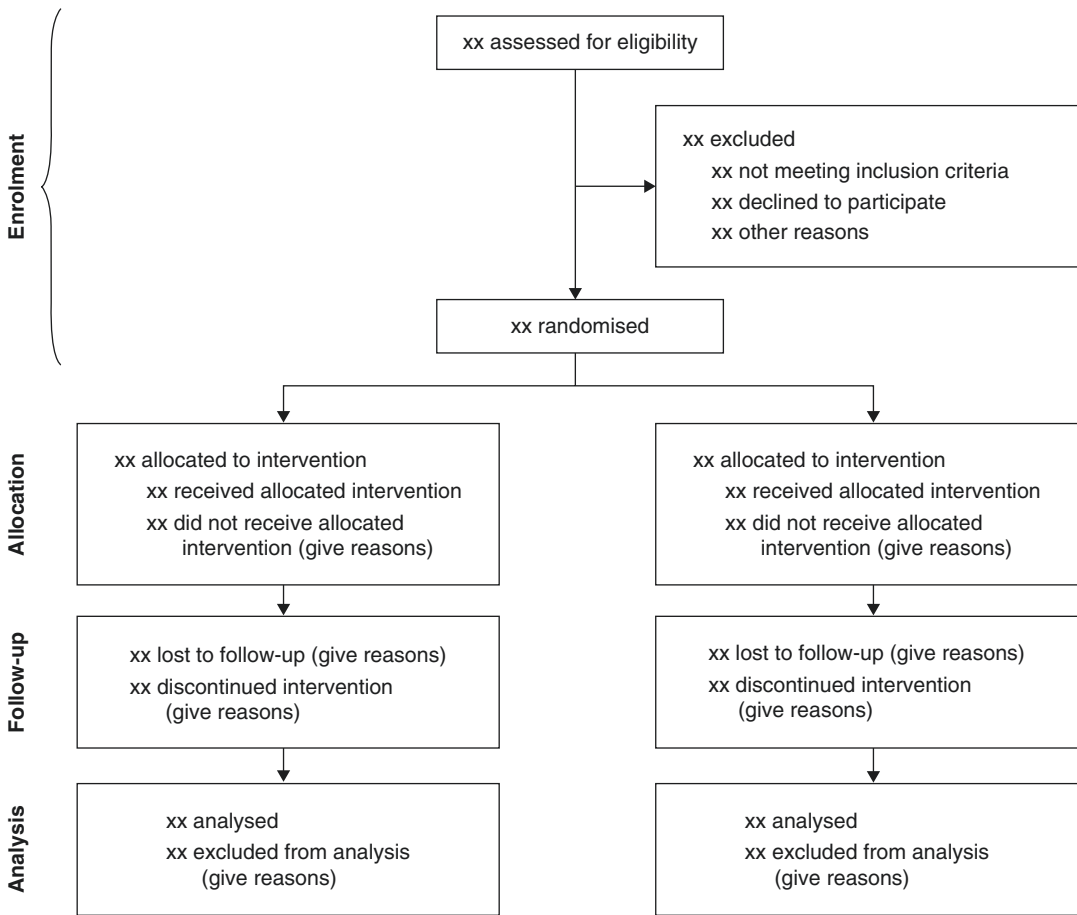 Enrolment
xx assessed for eligibility
xx excluded
xx not meeting inclusion criteria
xx declined to participate
xx other reasons
xx randomised
Allocation
xx allocated to intervention
xx received allocated intervention
xx did not receive allocated
intervention (give reasons)
xx allocated to intervention
xx received allocated intervention
xx did not receive allocated
intervention (give reasons)
Follow-up
xx lost to follow-up (give reasons)
xx discontinued intervention
(give reasons)
xx lost to follow-up (give reasons)
xx discontinued intervention
(give reasons)
Analysis
xx analysed
xx excluded from analysis
(give reasons)
xx analysed
xx excluded from analysis
(give reasons)